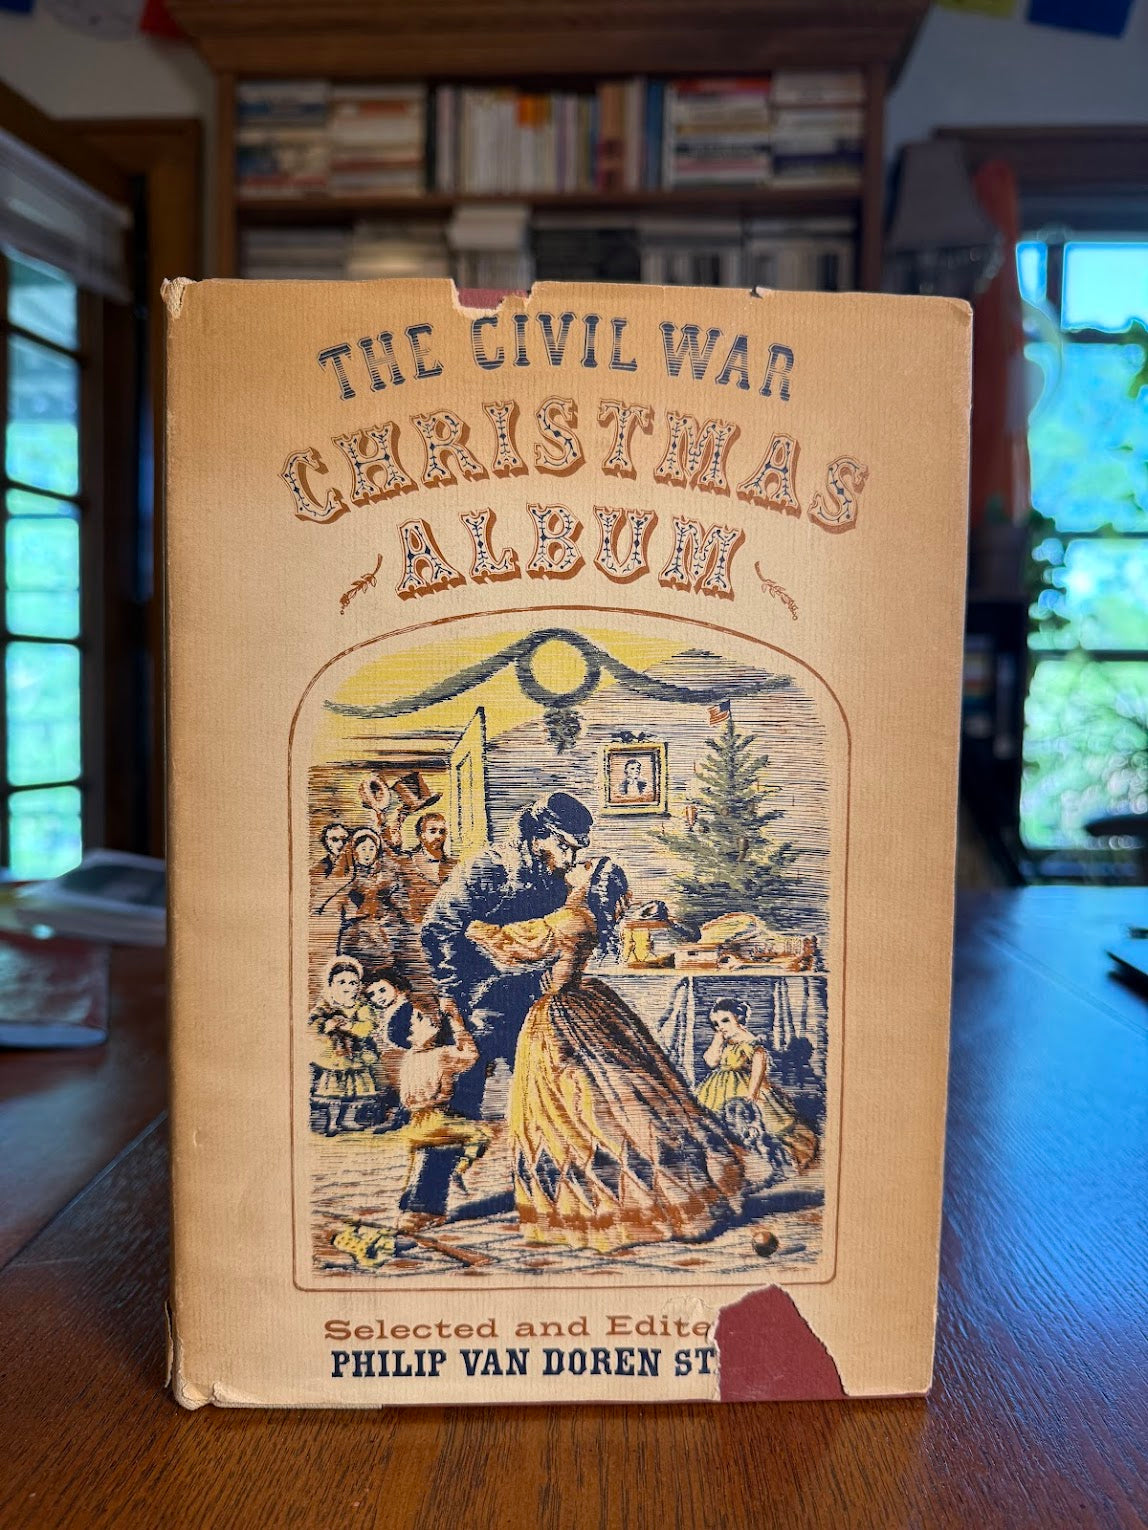 THE CIVIL WAR
CHRISTMAS
ALBUM
Selected and Edite
PHILIP VAN DOREN ST